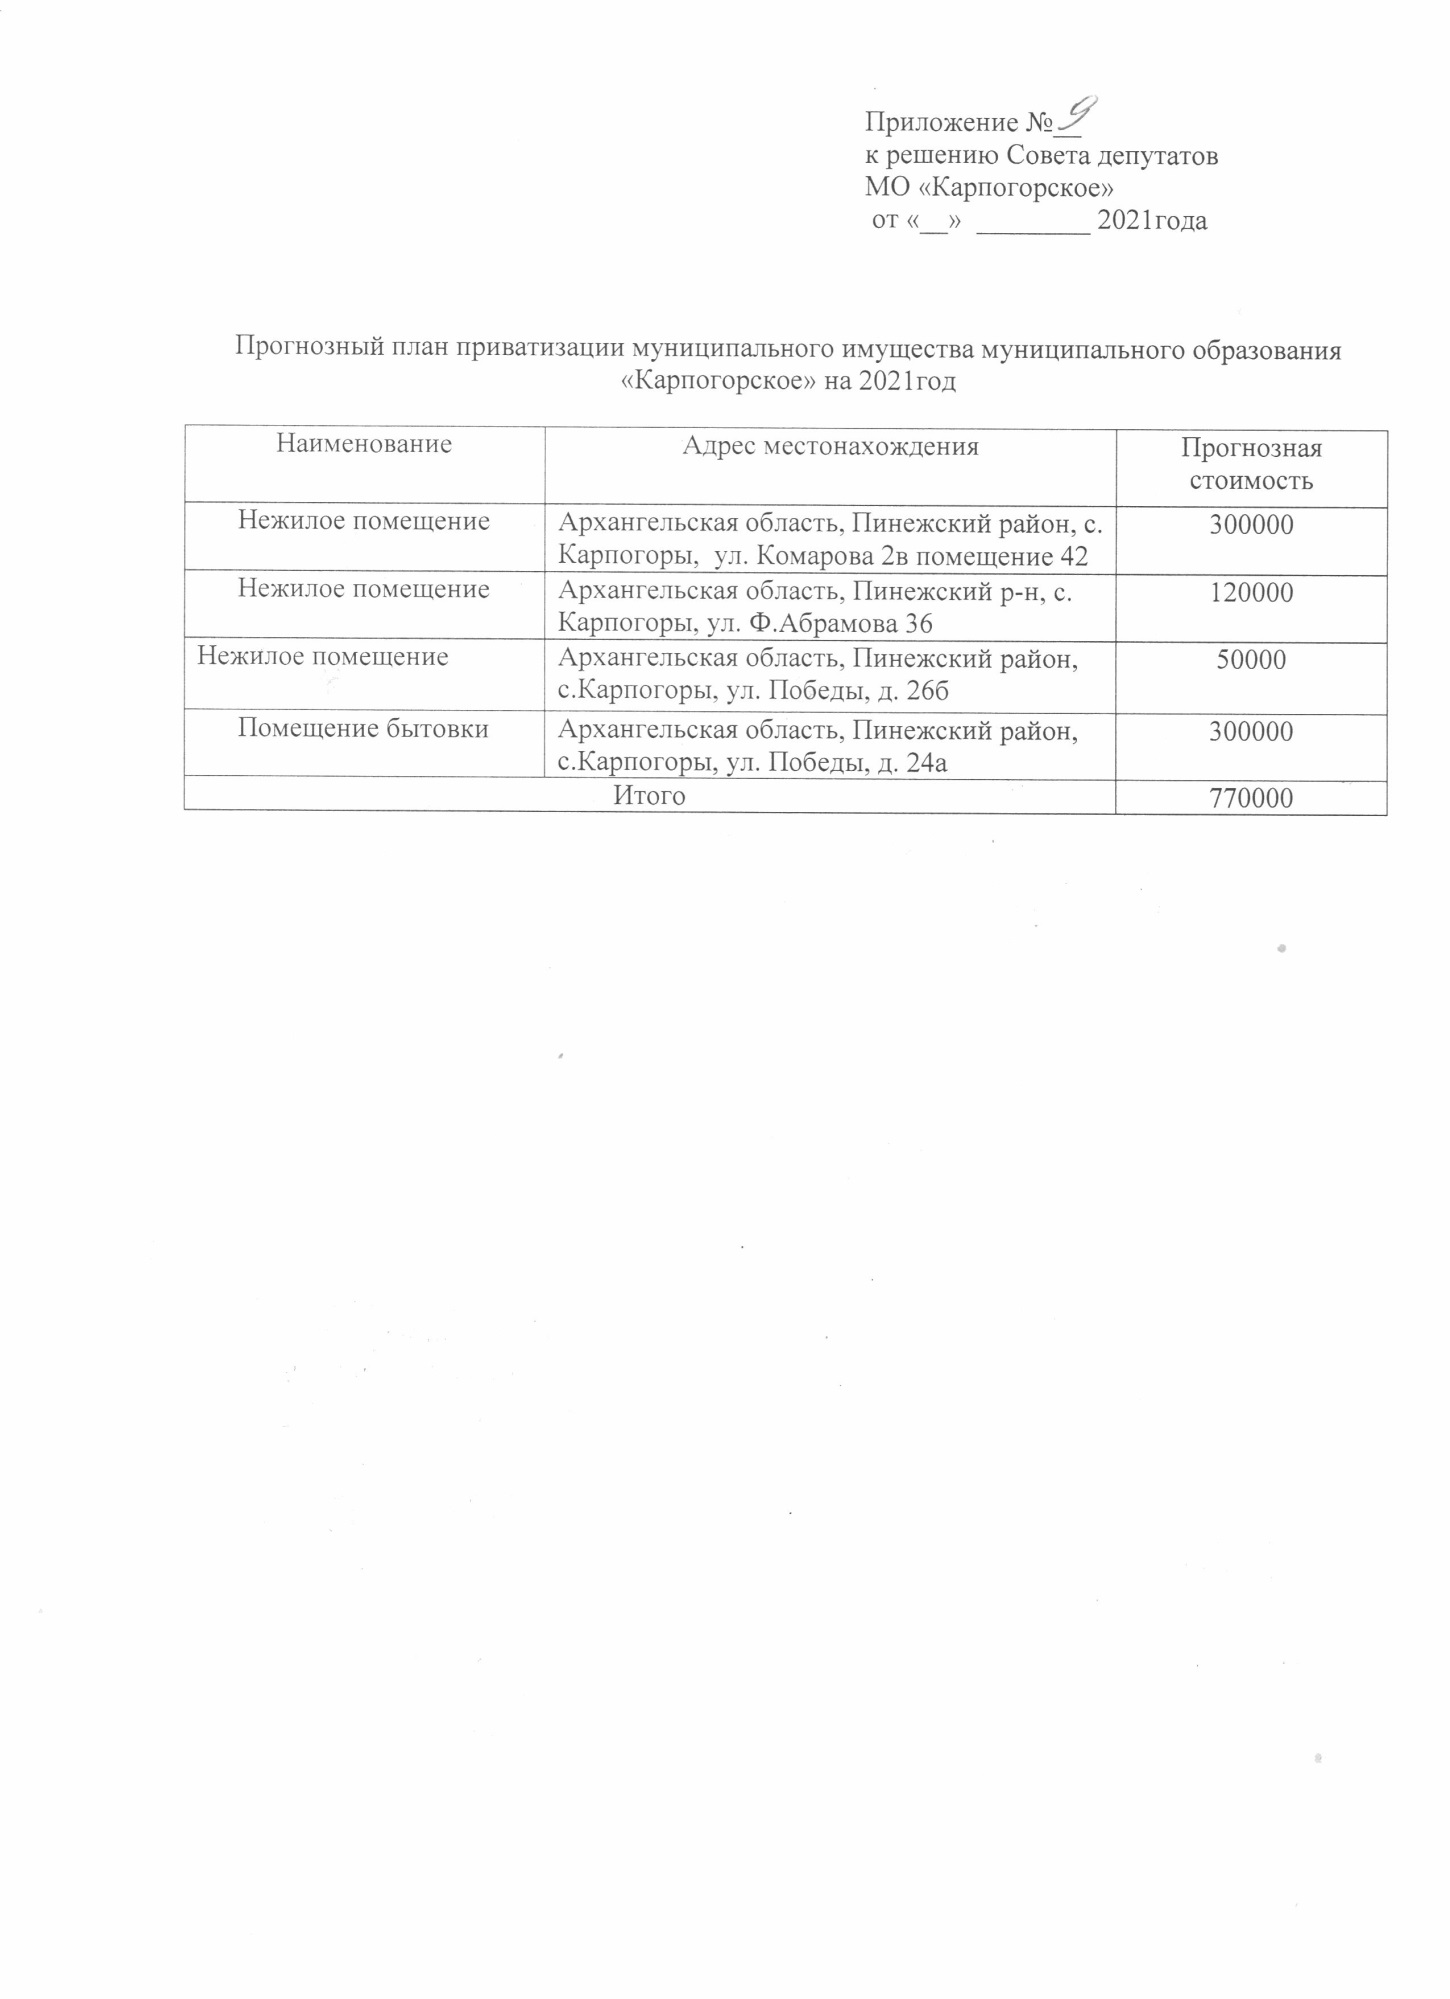 Приложение №9
к решению Совета депутатов
МО «Карпогорское»
от «__» ________ 2021года
Прогнозный план приватизации муниципального имущества муниципального образования
«Карпогорское» на 2021год
Наименование
Адрес местонахождения
Прогнозная
стоимость
Нежилое помещение
Архангельская область, Пинежский район, с.
Карпогоры, ул. Комарова 2в помещение 42
300000
Нежилое помещение
Архангельская область, Пинежский р-н, с.
Карпогоры, ул. Ф.Абрамова 36
120000
Нежилое помещение
Архангельская область, Пинежский район,
с.Карпогоры, ул. Победы, д. 26б
50000
Помещение бытовки
Архангельская область, Пинежский район,
с.Карпогоры, ул. Победы, д. 24а
300000
Итого
770000